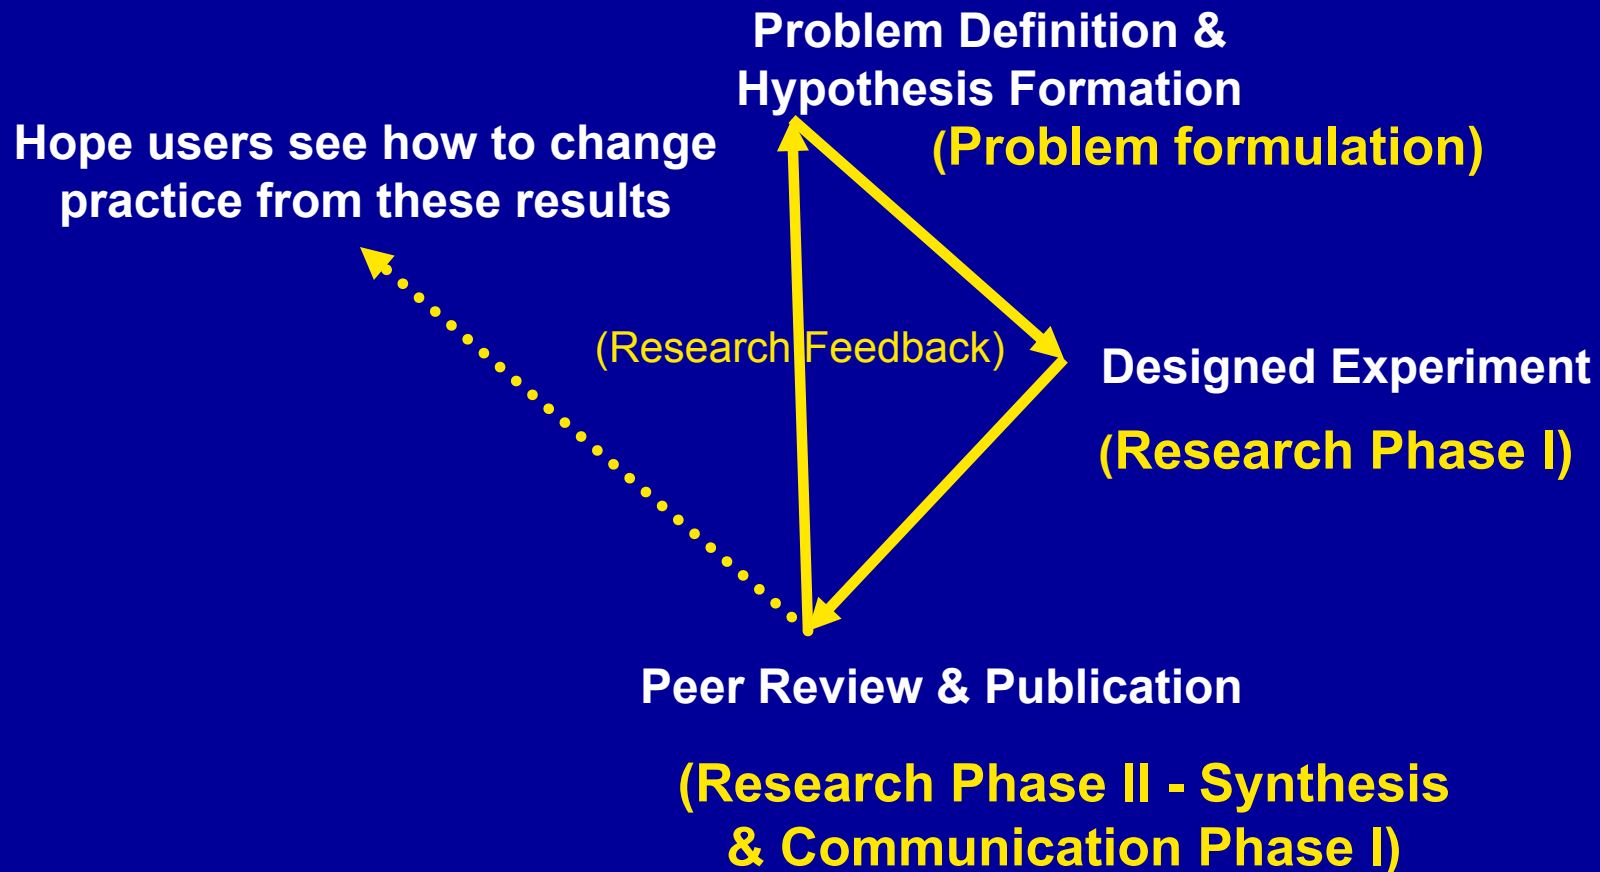 Problem Definition &
Hypothesis Formation
(Problem formulation)
Hope users see how to change
practice from these results
(Research Feedback)
Designed Experiment
(Research Phase I)
Peer Review & Publication
(Research Phase II - Synthesis
& Communication Phase I)